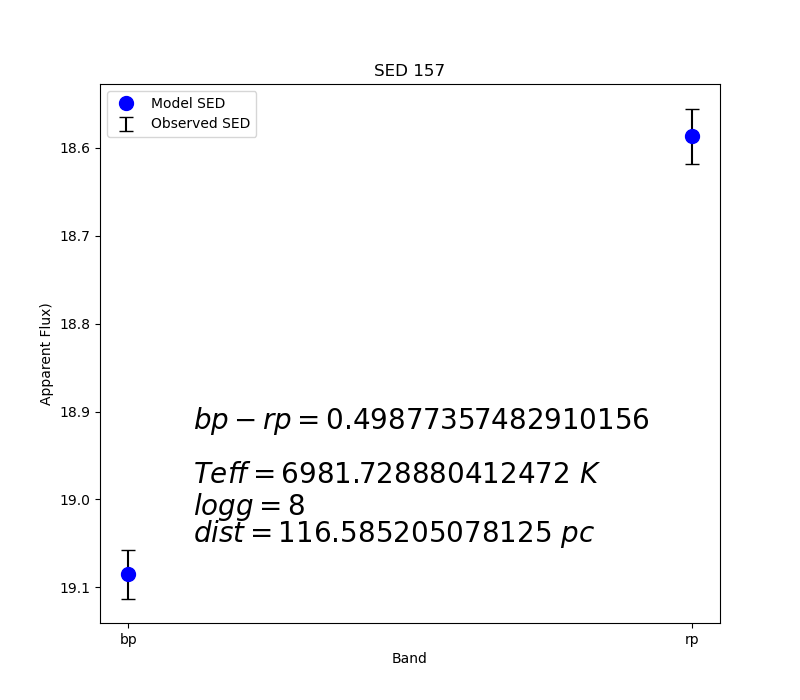 SED 157
Model SED
Observed SED
18.6
18.7
18.8
18.9
19.0
19.1
Apparent Flux)
bp − rp = 0.49877357482910156
Teff = 6981.728880412472 K
logg = 8
dist = 116.585205078125 pc
bp
rp
Band